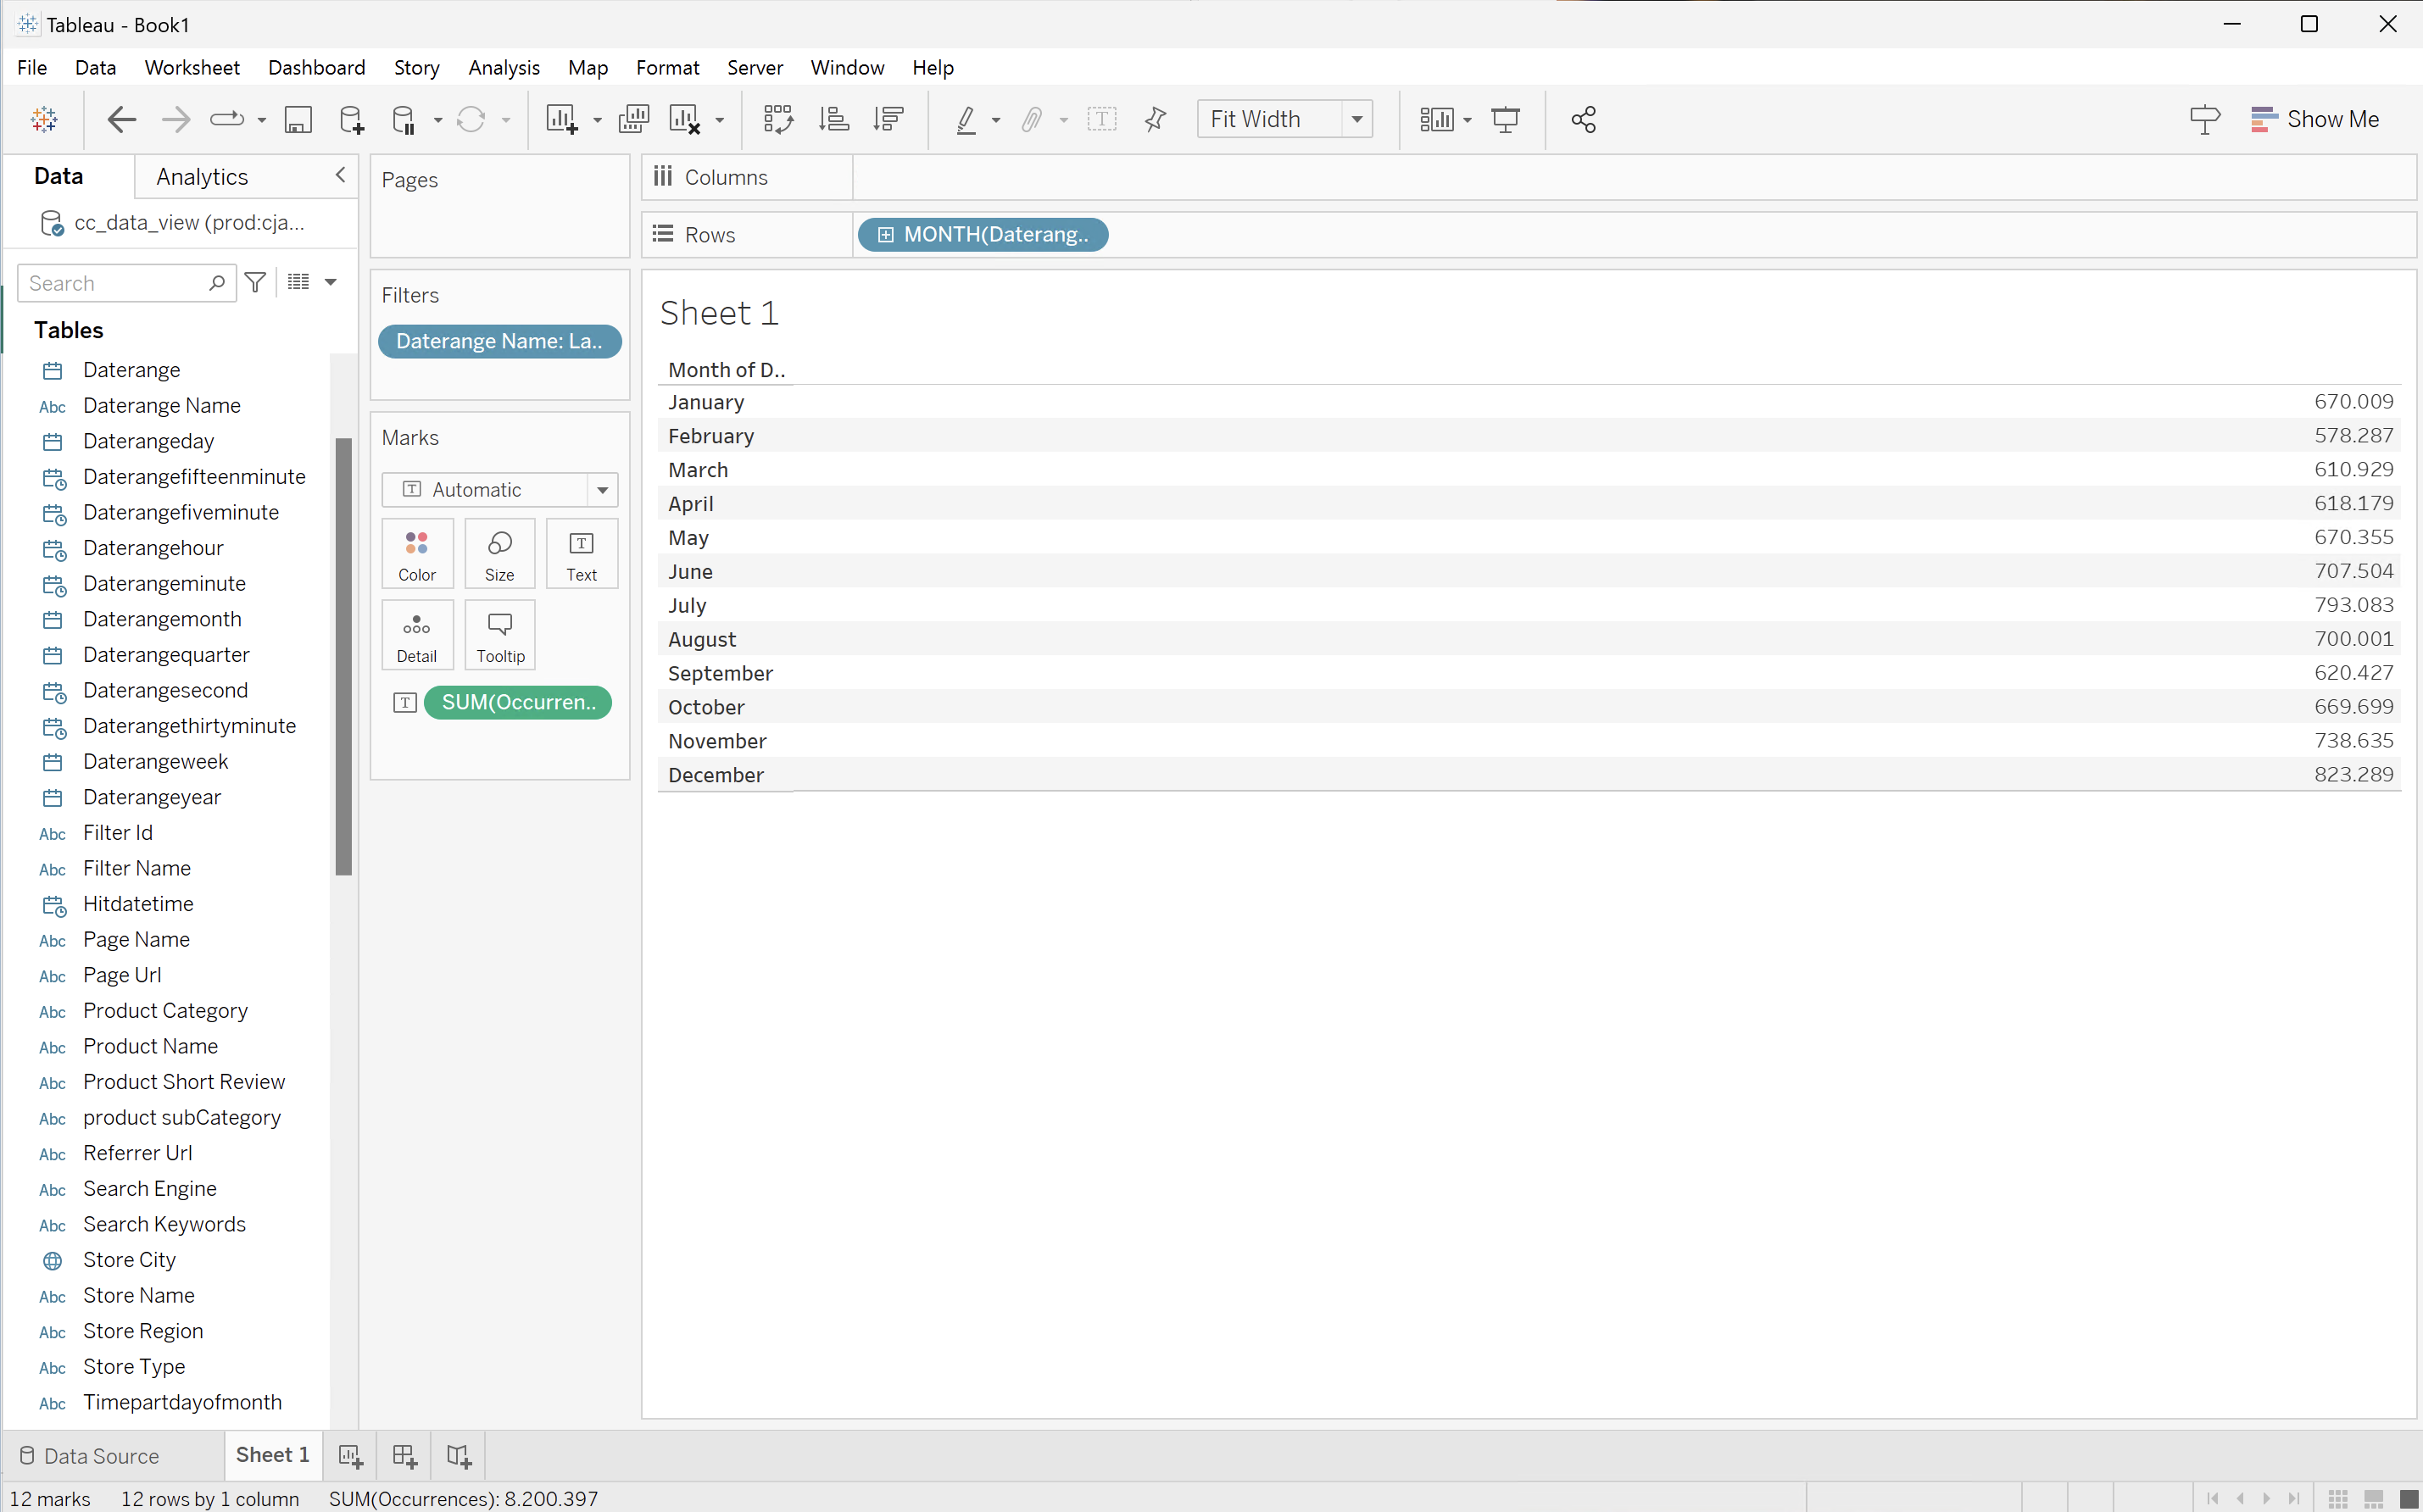 Tableau - Book1
File Data Worksheet Dashboard Story Analysis Map Format Server Window Help
Fit Width
Show Me
Data Analytics
cc_data_view (prod:cja...
Search
Tables
Daterange
Abc Daterange Name
Daterangeday
Daterangefifteenminute
Daterangefiveminute
Daterangehour
Daterangeminute
Daterangemonth
Daterangequarter
Daterangesecond
Daterangethirtyminute
Daterangeweek
Daterangeyear
Abc Filter Id
Abc Filter Name
Hitdatetime
Abc Page Name
Abc Page Url
Abc Product Category
Abc Product Name
Abc Product Short Review
Abc product subCategory
Abc Referrer Url
Abc Search Engine
Abc Search Keywords
Store City
Abc Store Name
Abc Store Region
Abc Store Type
Abc Timepartdayofmonth
Pages
Filters
Daterange Name: La..
Marks
T Automatic
Color Size T Text
Detail Tooltip
T SUM(Occurren..
Columns
Rows MONTH(Daterang..
Sheet 1
Month of D..
January 670.009
February 578.287
March 610.929
April 618.179
May 670.355
June 707.504
July 793.083
August 700.001
September 620.427
October 669.699
November 738.635
December 823.289
Data Source Sheet 1
12 marks 12 rows by 1 column SUM(Occurrences): 8.200.397